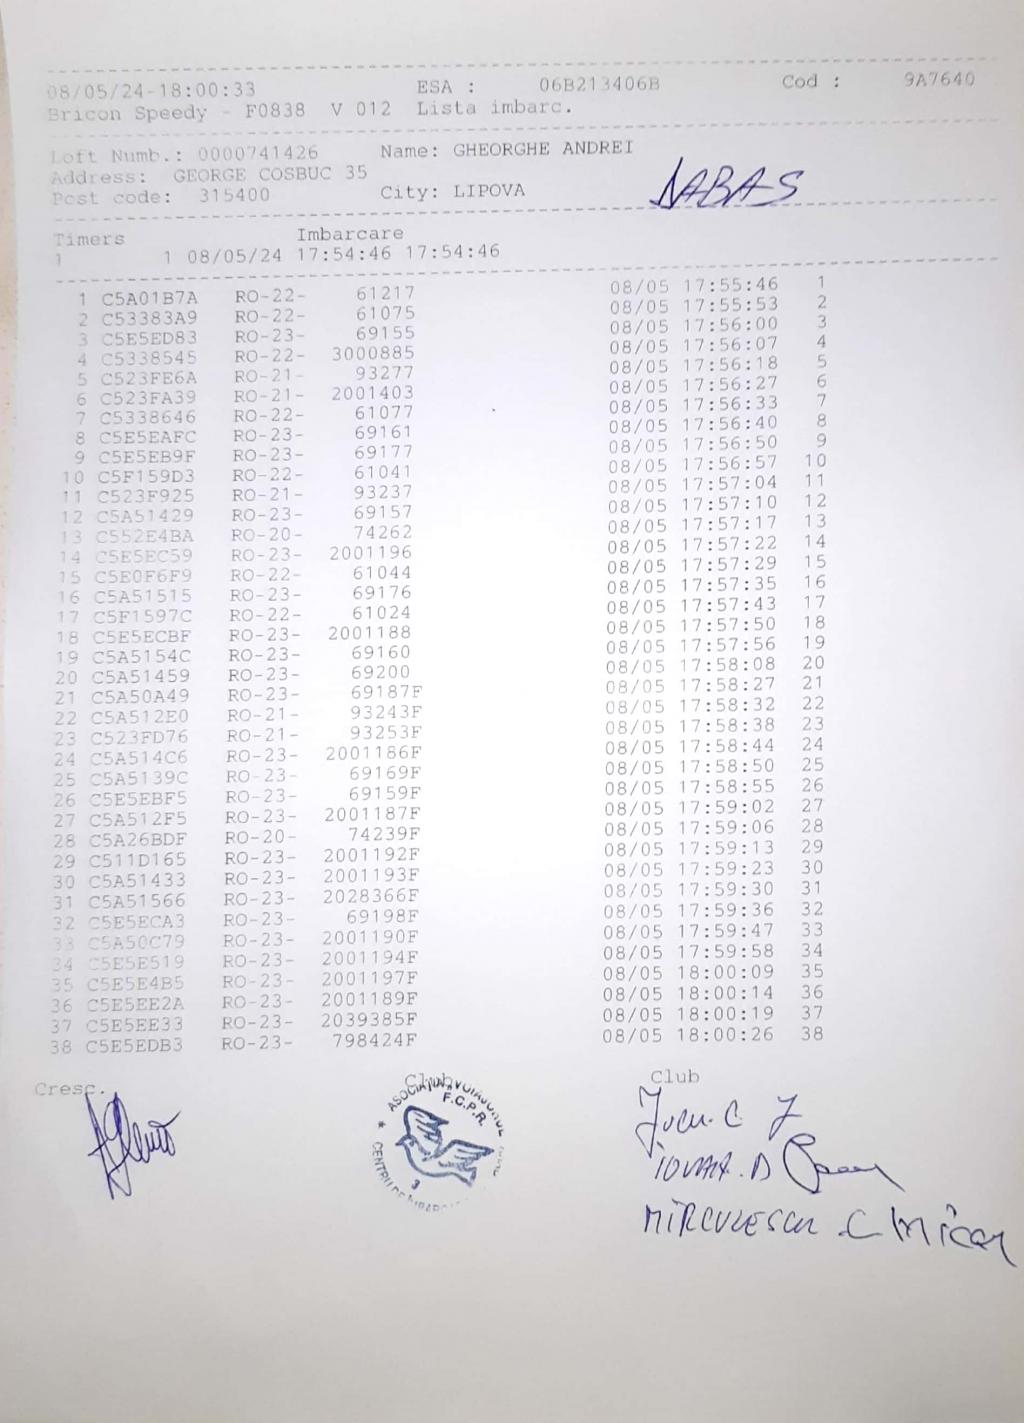 08/05/24-18:00:33 ESA : 06B213406B Cod : 9A7640
Bricon Speedy - F0838 V 012 Lista imbarc.
Loft Numb.: 0000741426 Name: GHEORGHE ANDREI
Address: GEORGE COSBUC 35
Post code: 315400 City: LIPOVA
NABAS
Timers Imbarcare
1 1 08/05/24 17:54:46 17:54:46
1 C5A01B7A RO-22- 61217 08/05 17:55:46 1
2 C53383A9 RO-22- 61075 08/05 17:55:53 2
3 C5E5ED83 RO-23- 69155 08/05 17:56:00 3
4 C5338545 RO-22- 3000885 08/05 17:56:07 4
5 C523FE6A RO-21- 93277 08/05 17:56:18 5
6 C523FA39 RO-21- 2001403 08/05 17:56:27 6
7 C5338646 RO-22- 61077 08/05 17:56:33 7
8 C5E5EAFC RO-23- 69161 08/05 17:56:40 8
9 C5E5EB9F RO-23- 69177 08/05 17:56:50 9
10 C5F159D3 RO-22- 61041 08/05 17:56:57 10
11 C523F925 RO-21- 93237 08/05 17:57:04 11
12 C5A51429 RO-23- 69157 08/05 17:57:10 12
13 C552E4BA RO-20- 74262 08/05 17:57:17 13
14 C5E5EC59 RO-23- 2001196 08/05 17:57:22 14
15 C5E0F6F9 RO-22- 61044 08/05 17:57:29 15
16 C5A51515 RO-23- 69176 08/05 17:57:35 16
17 C5F1597C RO-22- 61024 08/05 17:57:43 17
18 C5E5ECBF RO-23- 2001188 08/05 17:57:50 18
19 C5A5154C RO-23- 69160 08/05 17:57:56 19
20 C5A51459 RO-23- 69200 08/05 17:58:08 20
21 C5A50A49 RO-23- 69187F 08/05 17:58:27 21
22 C5A512E0 RO-21- 93243F 08/05 17:58:32 22
23 C523FD76 RO-21- 93253F 08/05 17:58:38 23
24 C5A514C6 RO-23- 2001186F 08/05 17:58:44 24
25 C5A5139C RO-23- 69169F 08/05 17:58:50 25
26 C5E5EBF5 RO-23- 69159F 08/05 17:58:55 26
27 C5A512F5 RO-23- 2001187F 08/05 17:59:02 27
28 C5A26BDF RO-20- 74239F 08/05 17:59:06 28
29 C511D165 RO-23- 2001192F 08/05 17:59:13 29
30 C5A51433 RO-23- 2001193F 08/05 17:59:23 30
31 C5A51566 RO-23- 2028366F 08/05 17:59:30 31
32 C5E5ECA3 RO-23- 69198F 08/05 17:59:36 32
33 C5A50C79 RO-23- 2001190F 08/05 17:59:47 33
34 C5E5E519 RO-23- 2001194F 08/05 17:59:58 34
35 C5E5E4B5 RO-23- 2001197F 08/05 18:00:09 35
36 C5E5EE2A RO-23- 2001189F 08/05 18:00:14 36
37 C5E5EE33 RO-23- 2039385F 08/05 18:00:19 37
38 C5E5EDB3 RO-23- 798424F 08/05 18:00:26 38
Cresc. Club Club
F.C.P.R.
3
MIRCULESCU C